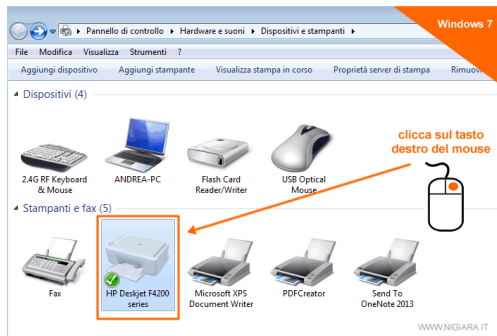 Windows 7
Pannello di controllo Hardware e suoni Dispositivi e stampanti
File Modifica Visualizza Strumenti ?
Aggiungi dispositivo Aggiungi stampante Visualizza stampa in corso Proprietà server di stampa Rimuov
Dispositivi (4)
clicca sul tasto
destro del mouse
2.4G RF Keyboard
& Mouse
ANDREA-PC
Flash Card
Reader/Writer
USB Optical
Mouse
Stampanti e fax (5)
Fax
HP Deskjet F4200
series
Microsoft XPS
Document Writer
PDFCreator
Send To
OneNote 2013
WWW.NIGIARA.IT